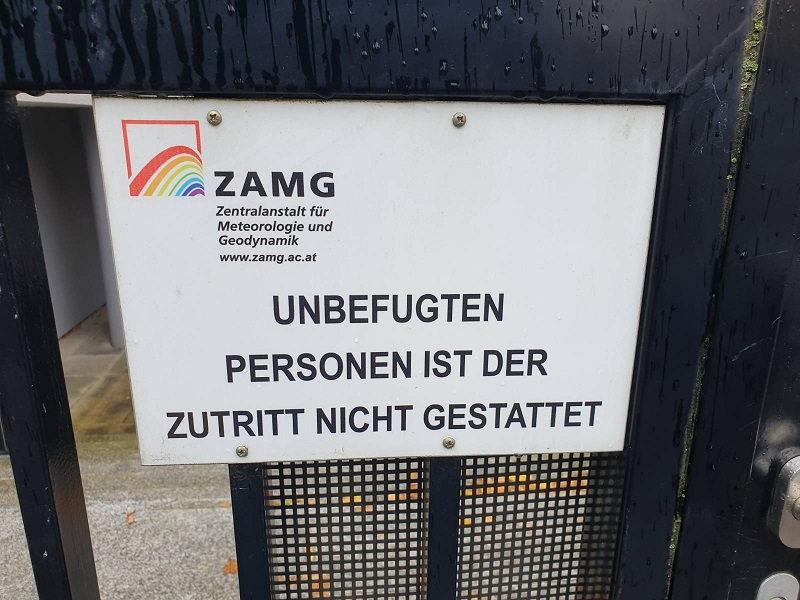 ZAMG
Zentralanstalt für
Meteorologie und
Geodynamik
www.zamg.ac.at
UNBEFUGTEN
PERSONEN IST DER
ZUTRITT NICHT GESTATTET